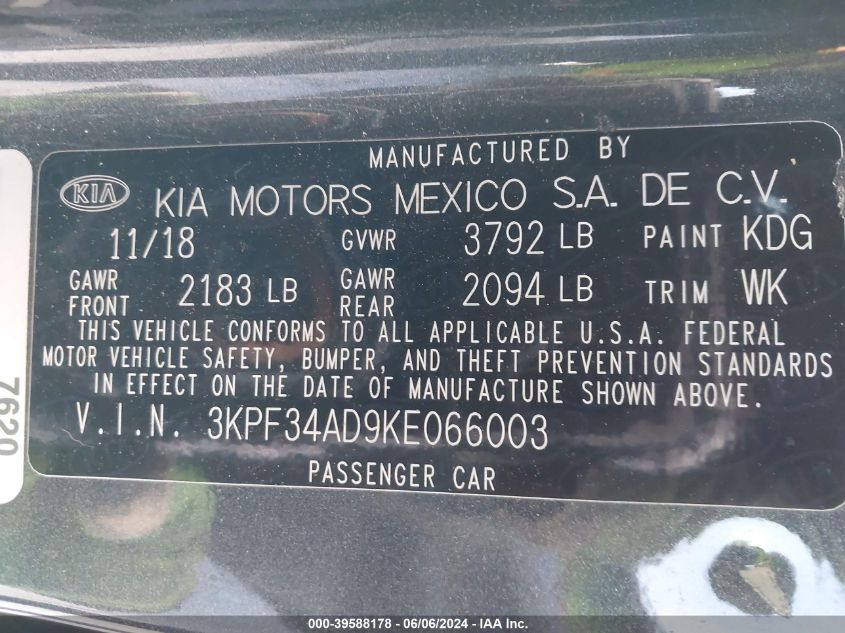 MANUFACTURED BY
KIA KIA MOTORS MEXICO S.A. DE C.V.
11/18 GVWR 3792 LB PAINT KDG
GAWR FRONT 2183 LB GAWR REAR 2094 LB TRIM WK
THIS VEHICLE CONFORMS TO ALL APPLICABLE U.S.A. FEDERAL
MOTOR VEHICLE SAFETY, BUMPER, AND THEFT PREVENTION STANDARDS
IN EFFECT ON THE DATE OF MANUFACTURE SHOWN ABOVE.
V.I.N. 3KPF34AD9KE066003
PASSENGER CAR
7620
000-39588178 - 06/06/2024 - IAAI - IAA Inc.